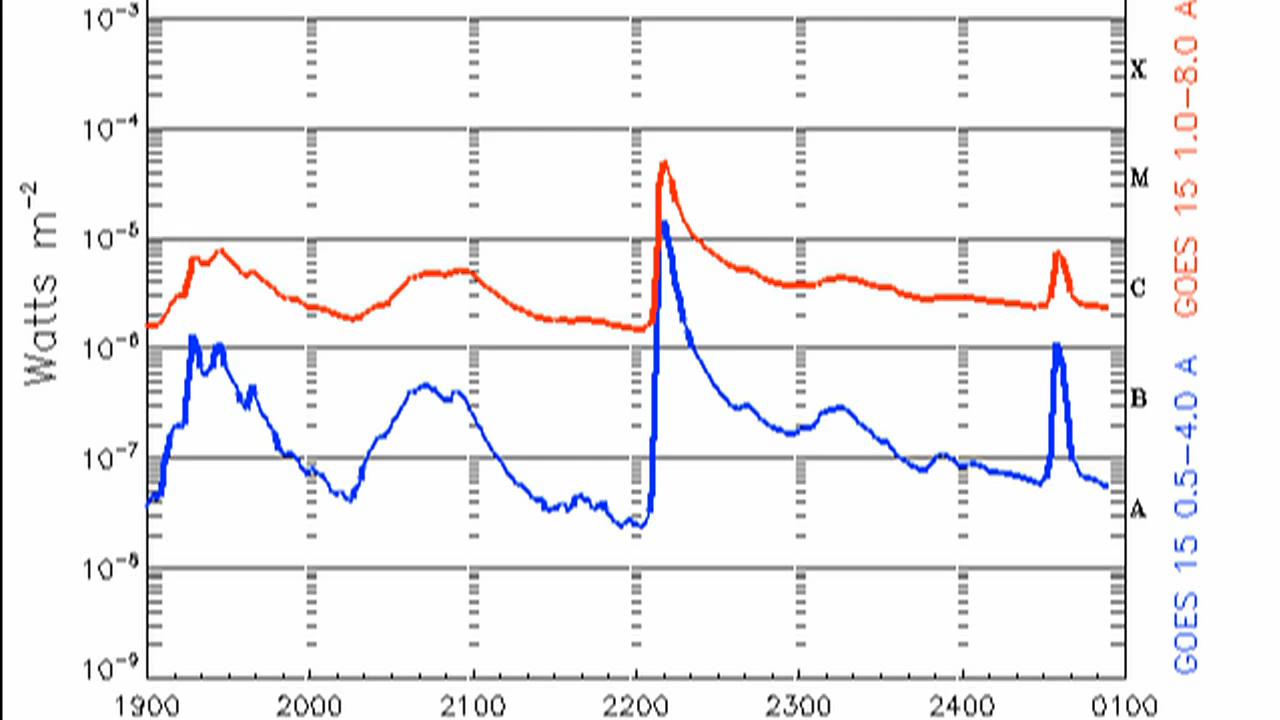 10⁻³
10⁻⁴
10⁻⁵
10⁻⁶
10⁻⁷
10⁻⁸
10⁻⁹
Watts m⁻²
X
M
C
B
A
GOES 15 1.0–8.0 A
GOES 15 0.5–4.0 A
1900 2000 2100 2200 2300 2400 0100